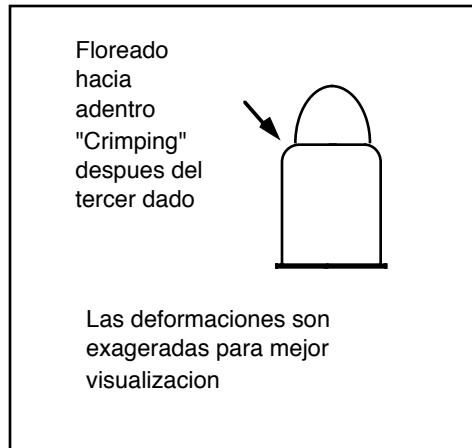 Floreado
hacia
adentro
"Crimping"
despues del
tercer dado
Las deformaciones son
exageradas para mejor
visualizacion